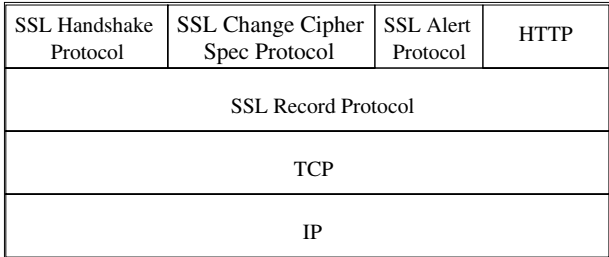 SSL Handshake
Protocol
SSL Change Cipher
Spec Protocol
SSL Alert
Protocol
HTTP
SSL Record Protocol
TCP
IP